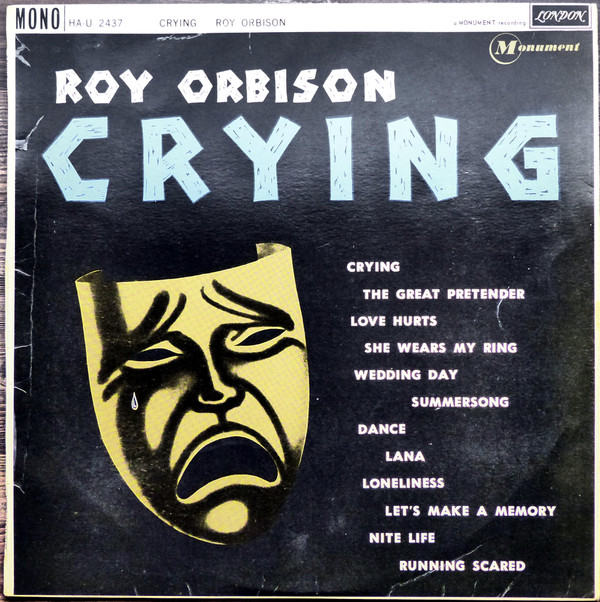 MONO HA-U 2437 CRYING ROY ORBISON a MONUMENT recording LONDON
Monument
ROY ORBISON
CRYING
CRYING
THE GREAT PRETENDER
LOVE HURTS
SHE WEARS MY RING
WEDDING DAY
SUMMERSONG
DANCE
LANA
LONELINESS
LET'S MAKE A MEMORY
NITE LIFE
RUNNING SCARED